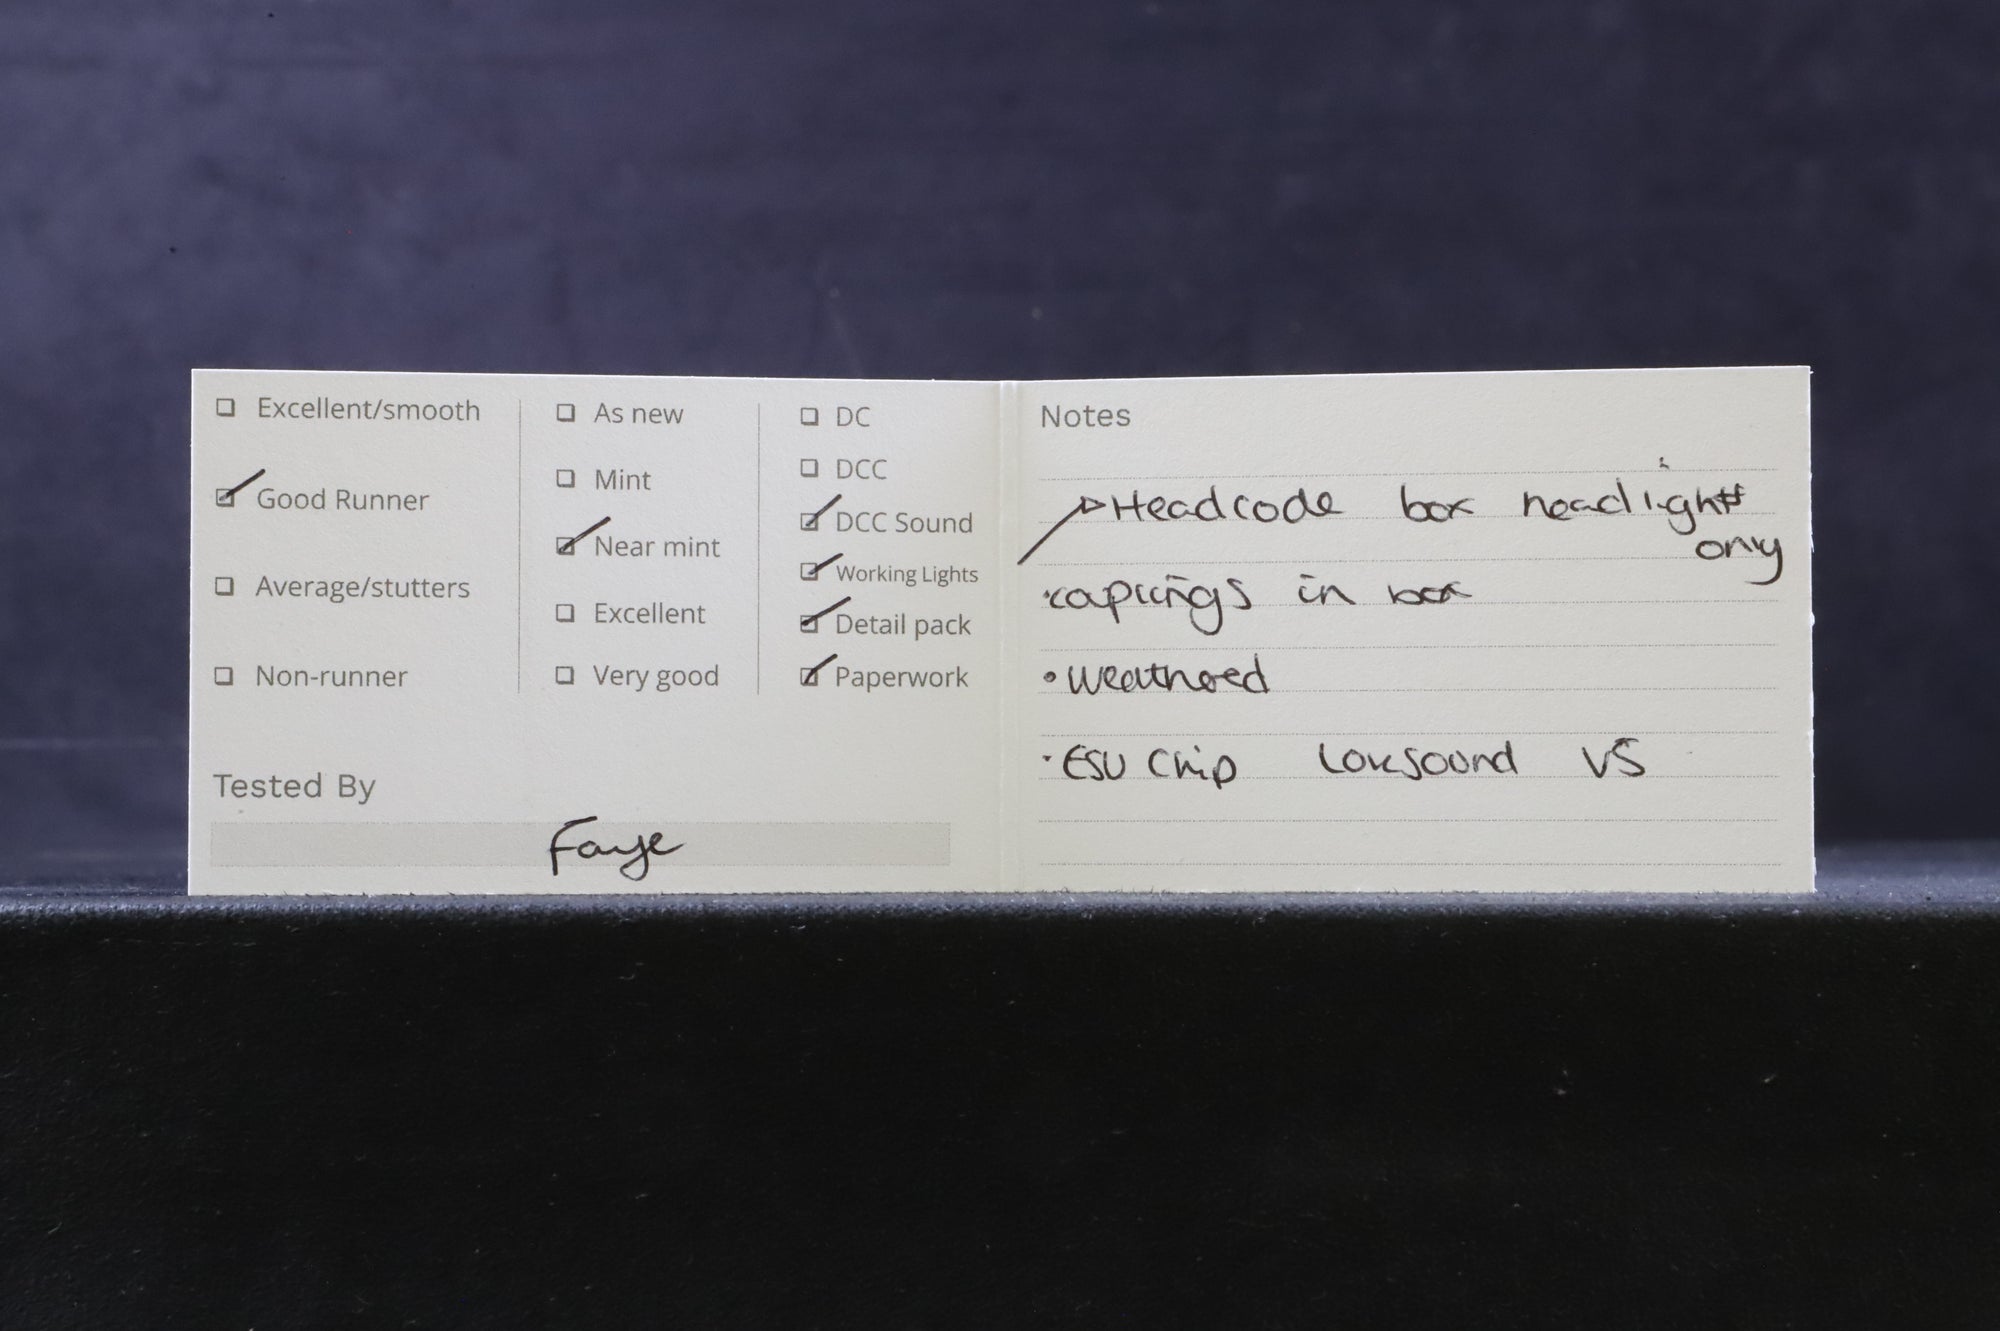 Excellent/smooth
Good Runner
Average/stutters
Non-runner
As new
Mint
Near mint
Excellent
Very good
DC
DCC
DCC Sound
Working Lights
Detail pack
Paperwork
Tested By
Faye
Notes
Headcode box headlights
only
in box
• Weathered
• ESU Chip Loksound V5